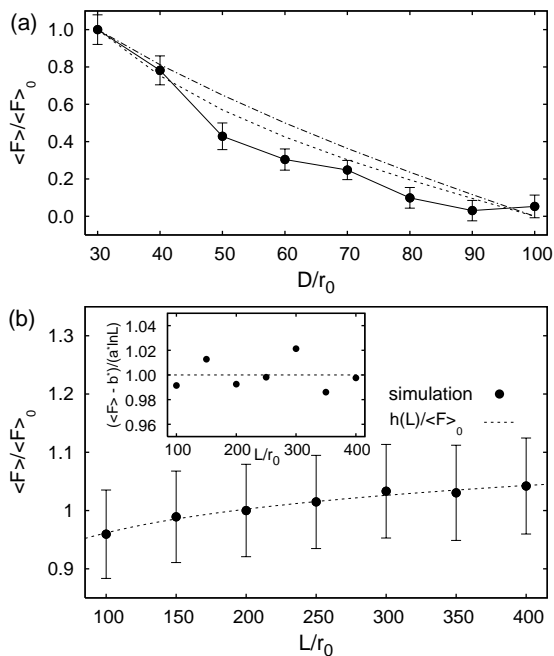 (a)
<F>/<F>₀
1.0
0.8
0.6
0.4
0.2
0.0
30 40 50 60 70 80 90 100
D/r₀
(b)
<F>/<F>₀
1.3
1.2
1.1
1
0.9
100 150 200 250 300 350 400
L/r₀
(<F> - b*)/(a*lnL)
1.04
1.02
1.00
0.98
0.96
100 200 300 400
L/r₀
simulation
h(L)/<F>₀